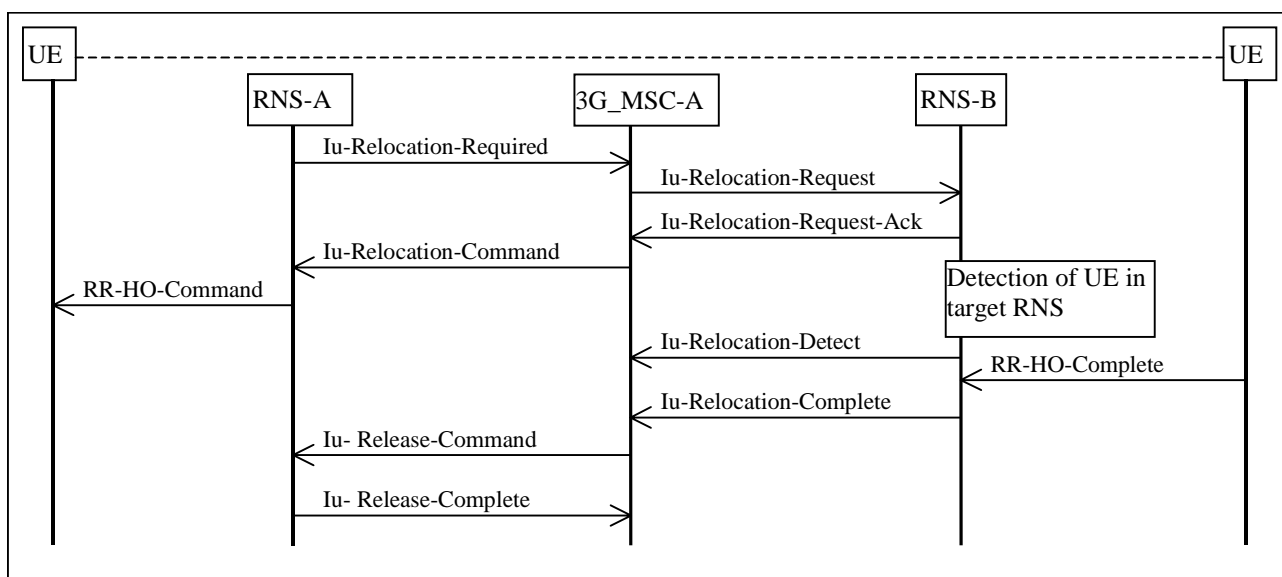 UE
UE
RNS-A
3G_MSC-A
RNS-B
Iu-Relocation-Required
Iu-Relocation-Request
Iu-Relocation-Request-Ack
Iu-Relocation-Command
RR-HO-Command
Detection of UE in
target RNS
Iu-Relocation-Detect
RR-HO-Complete
Iu-Relocation-Complete
Iu- Release-Command
Iu- Release-Complete